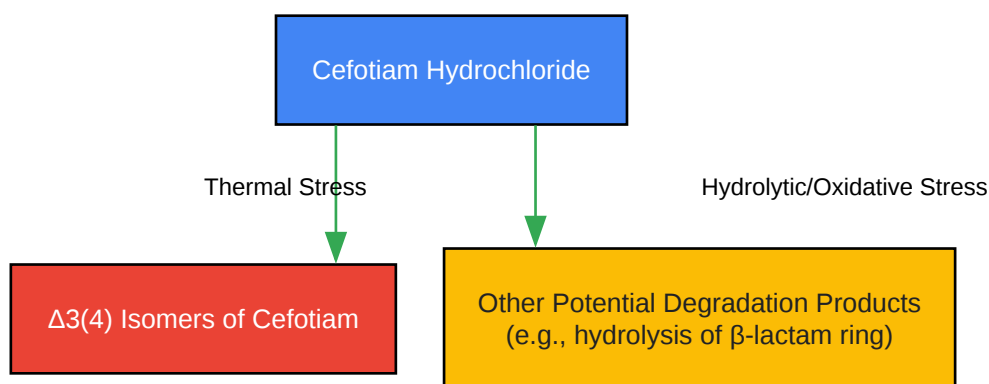 Cefotiam Hydrochloride
Thermal Stress
Hydrolytic/Oxidative Stress
Δ3(4) Isomers of Cefotiam
Other Potential Degradation Products
(e.g., hydrolysis of β-lactam ring)